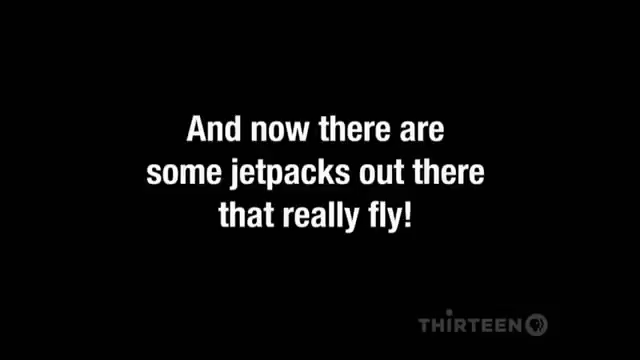 And now there are
some jetpacks out there
that really fly!
THIRTEEN